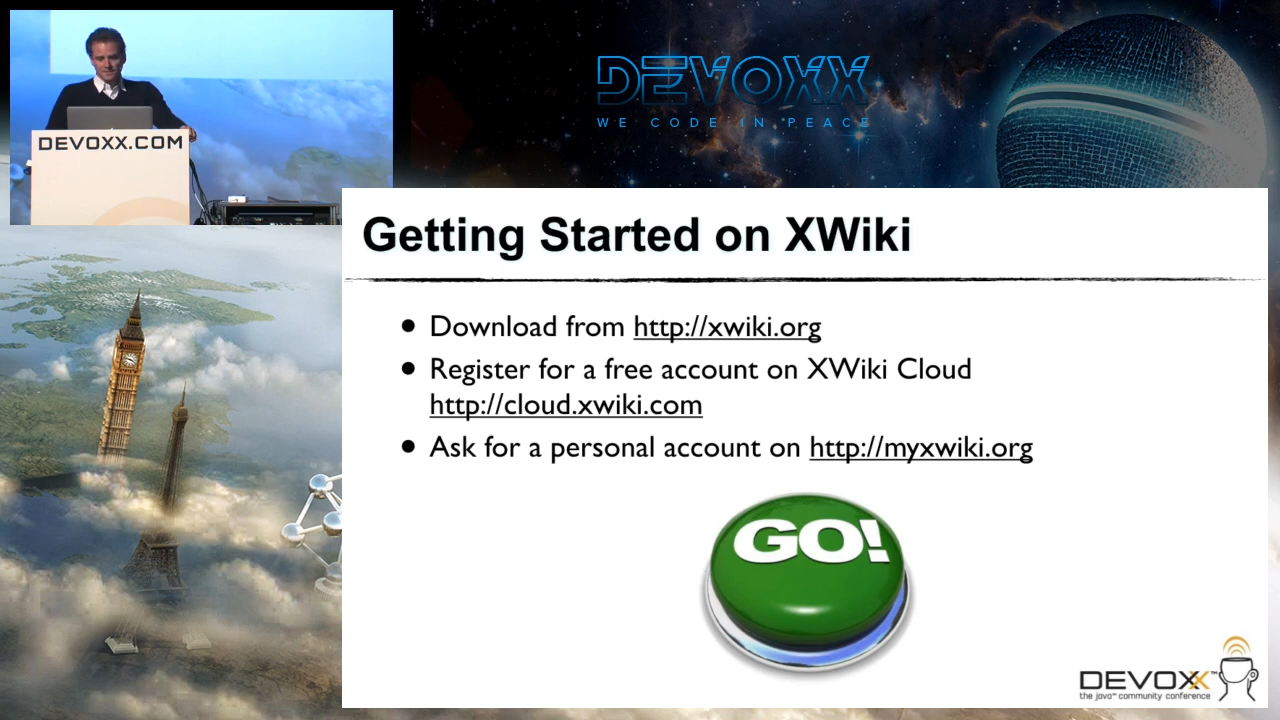 DEVOXX
WE CODE IN PEACE
DEVOXX.COM
Getting Started on XWiki
• Download from http://xwiki.org
• Register for a free account on XWiki Cloud
http://cloud.xwiki.com
• Ask for a personal account on http://myxwiki.org
GO!
DEVOXX™
the java™ community conference